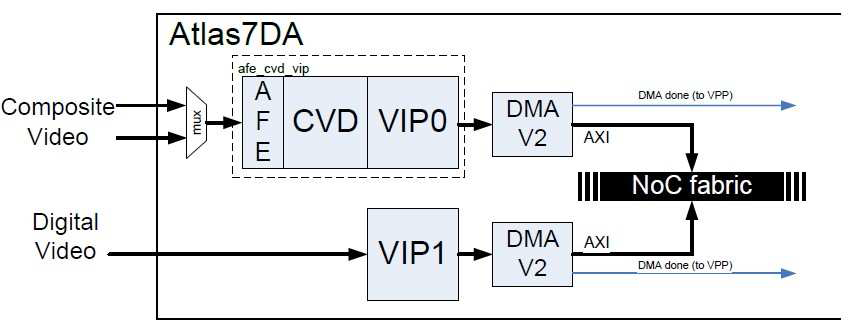 Atlas7DA
afe_cvd_vip
Composite
Video
mux
A
F
E
CVD
VIP0
DMA
V2
DMA done (to VPP)
AXI
NoC fabric
Digital
Video
VIP1
DMA
V2
AXI
DMA done (to VPP)